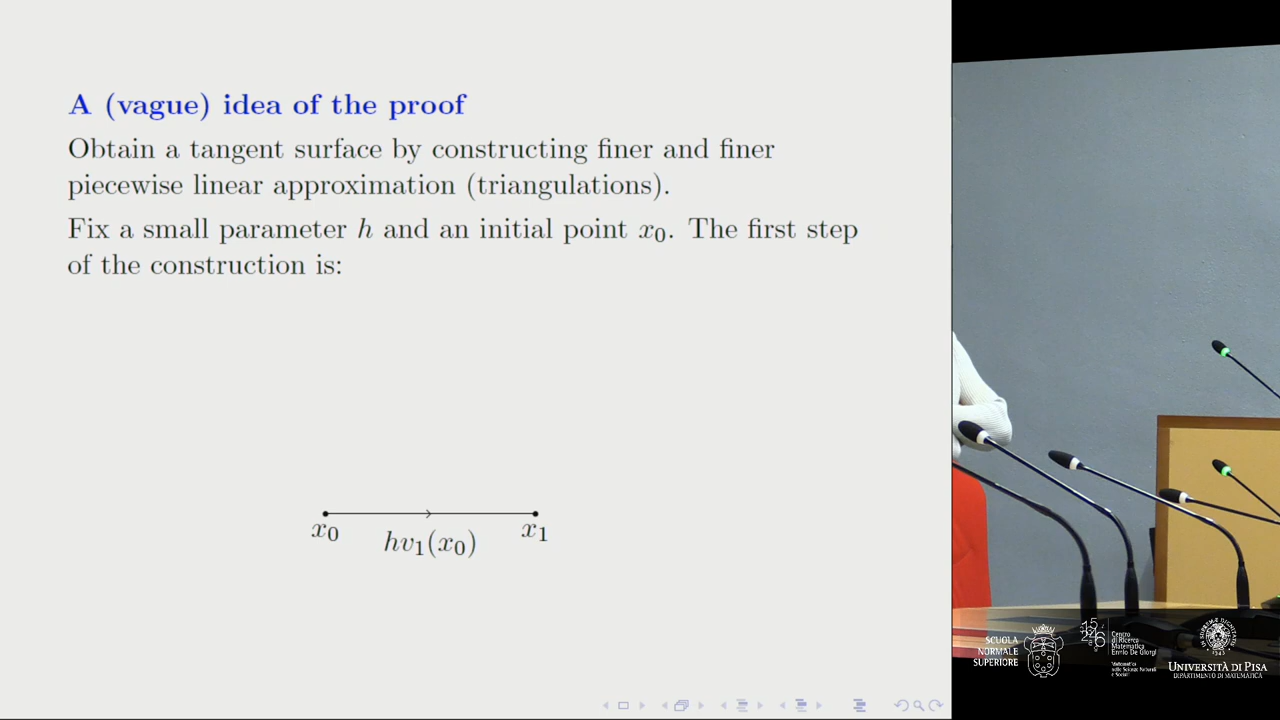 A (vague) idea of the proof
Obtain a tangent surface by constructing finer and finer
piecewise linear approximation (triangulations).
Fix a small parameter h and an initial point x₀. The first step
of the construction is:
x₀
hv₁(x₀)
x₁
SCUOLA
NORMALE
SUPERIORE
Centro
di Ricerca
Matematica
Ennio De Giorgi
UNIVERSITÀ DI PISA
DIPARTIMENTO DI MATEMATICA